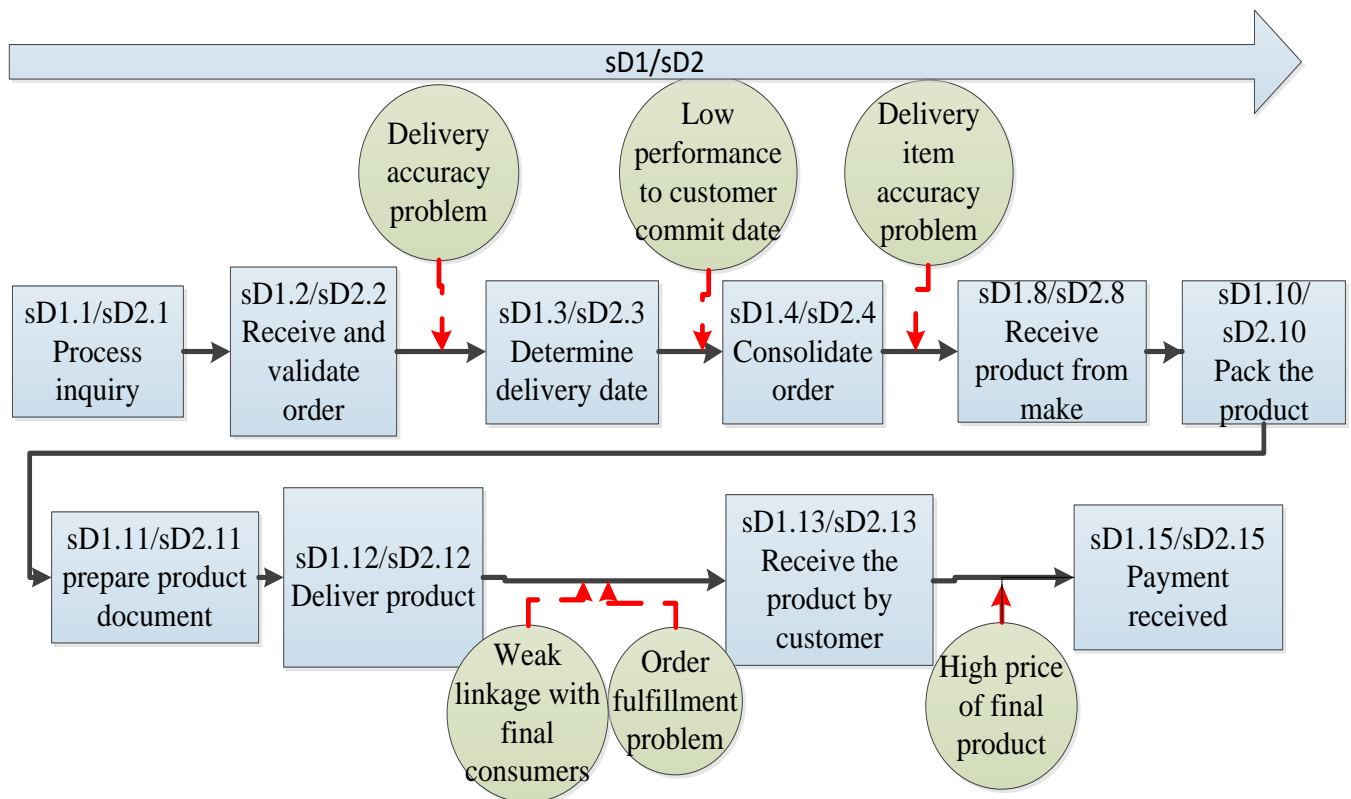 sD1/sD2
Delivery
accuracy
problem
Low
performance
to customer
commit date
Delivery
item
accuracy
problem
sD1.1/sD2.1
Process
inquiry
sD1.2/sD2.2
Receive and
validate
order
sD1.3/sD2.3
Determine
delivery date
sD1.4/sD2.4
Consolidate
order
sD1.8/sD2.8
Receive
product from
make
sD1.10/
sD2.10
Pack the
product
sD1.11/sD2.11
prepare product
document
sD1.12/sD2.12
Deliver product
sD1.13/sD2.13
Receive the
product by
customer
sD1.15/sD2.15
Payment
received
Weak
linkage with
final
consumers
Order
fulfillment
problem
High price
of final
product